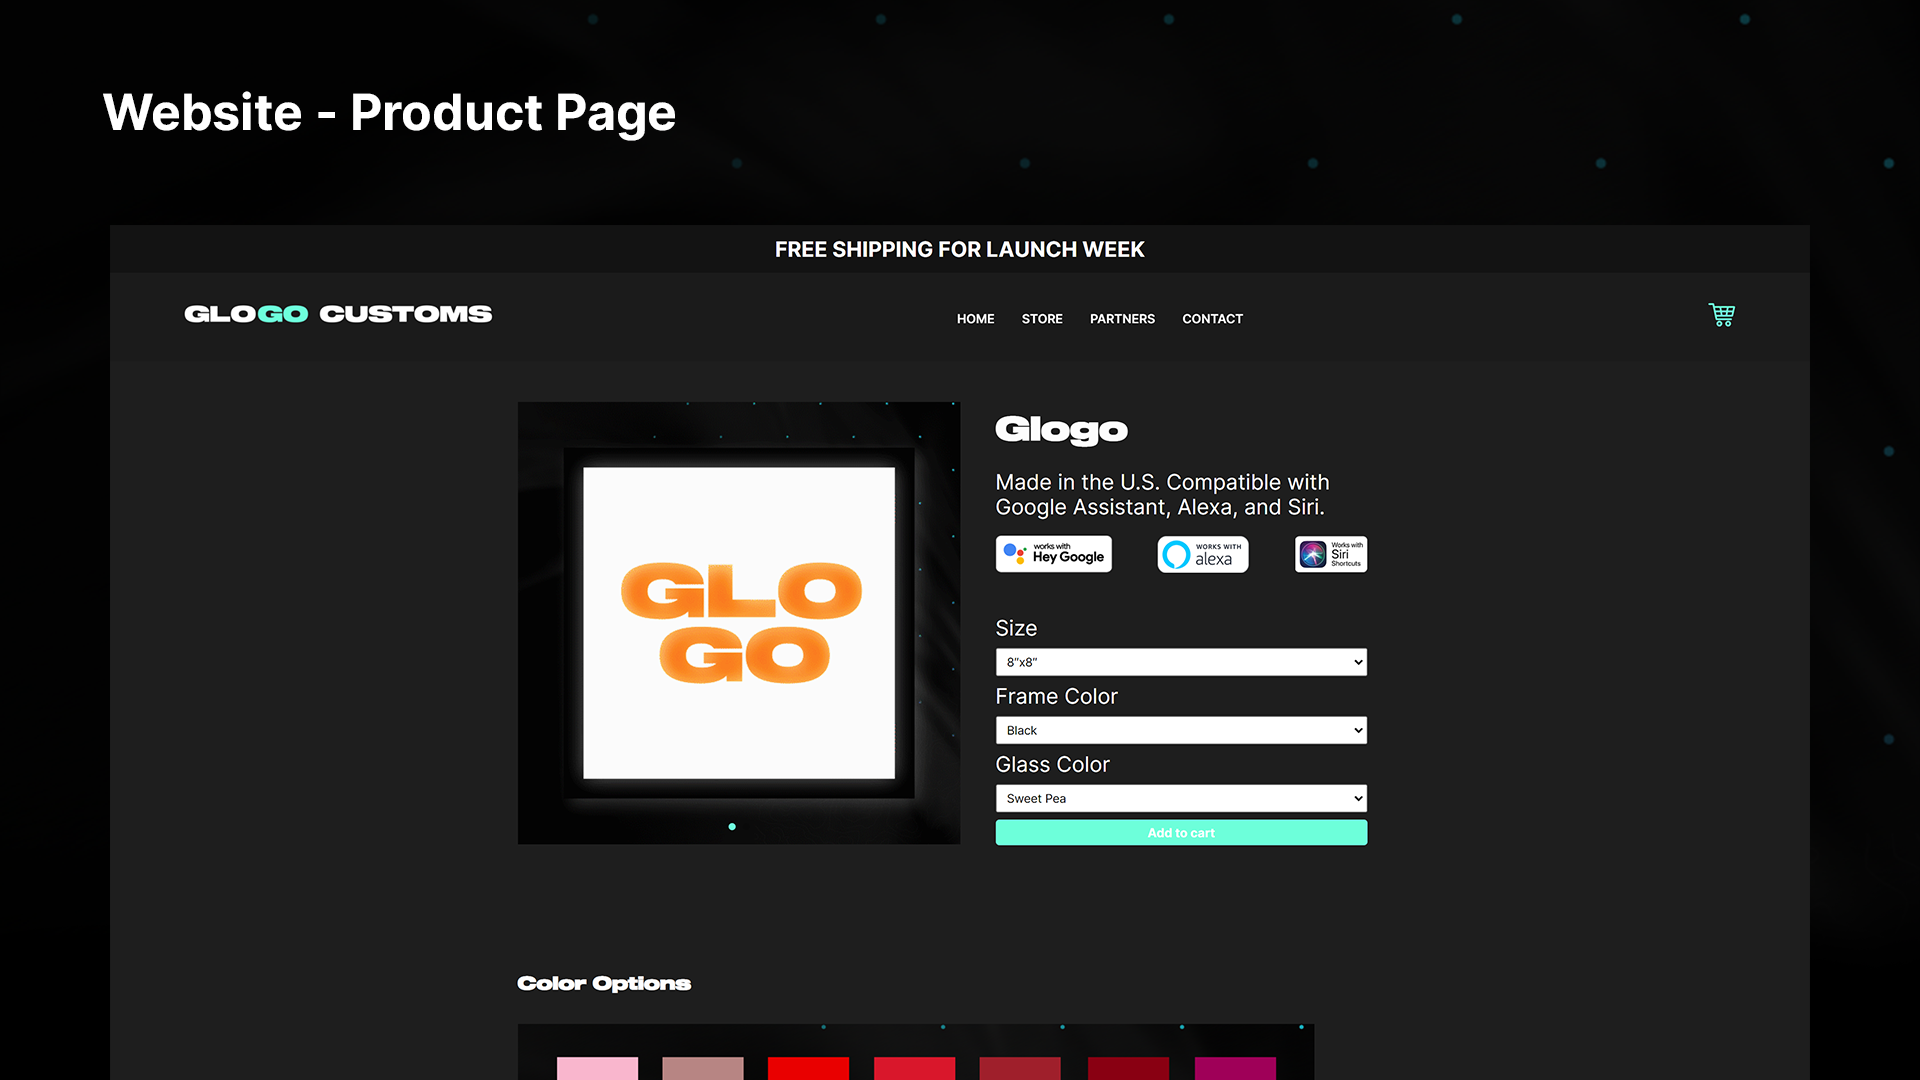 Website - Product Page
FREE SHIPPING FOR LAUNCH WEEK
GLOGO CUSTOMS
HOME STORE PARTNERS CONTACT
GLO
GO
Glogo
Made in the U.S. Compatible with
Google Assistant, Alexa, and Siri.
works with
Hey Google
WORKS WITH
alexa
Works with
Siri
Shortcuts
Size
8"x8"
Frame Color
Black
Glass Color
Sweet Pea
Add to cart
Color Options